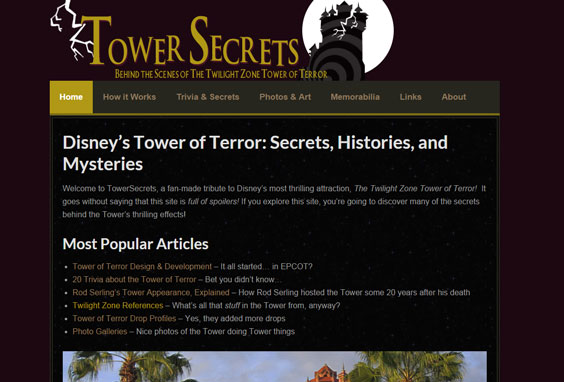 Tower Secrets
Behind the Scenes of The Twilight Zone Tower of Terror
Home How it Works Trivia & Secrets Photos & Art Memorabilia Links About
Disney's Tower of Terror: Secrets, Histories, and
Mysteries
Welcome to TowerSecrets, a fan-made tribute to Disney's most thrilling attraction, The Twilight Zone Tower of Terror! It
goes without saying that this site is full of spoilers! If you explore this site, you're going to discover many of the secrets
behind the Tower's thrilling effects!
Most Popular Articles
• Tower of Terror Design & Development – It all started… in EPCOT?
• 20 Trivia about the Tower of Terror – Bet you didn't know…
• Rod Serling's Tower Appearance, Explained – How Rod Serling hosted the Tower some 20 years after his death
• Twilight Zone References – What's all that stuff in the Tower from, anyway?
• Tower of Terror Drop Profiles – Yes, they added more drops
• Photo Galleries – Nice photos of the Tower doing Tower things